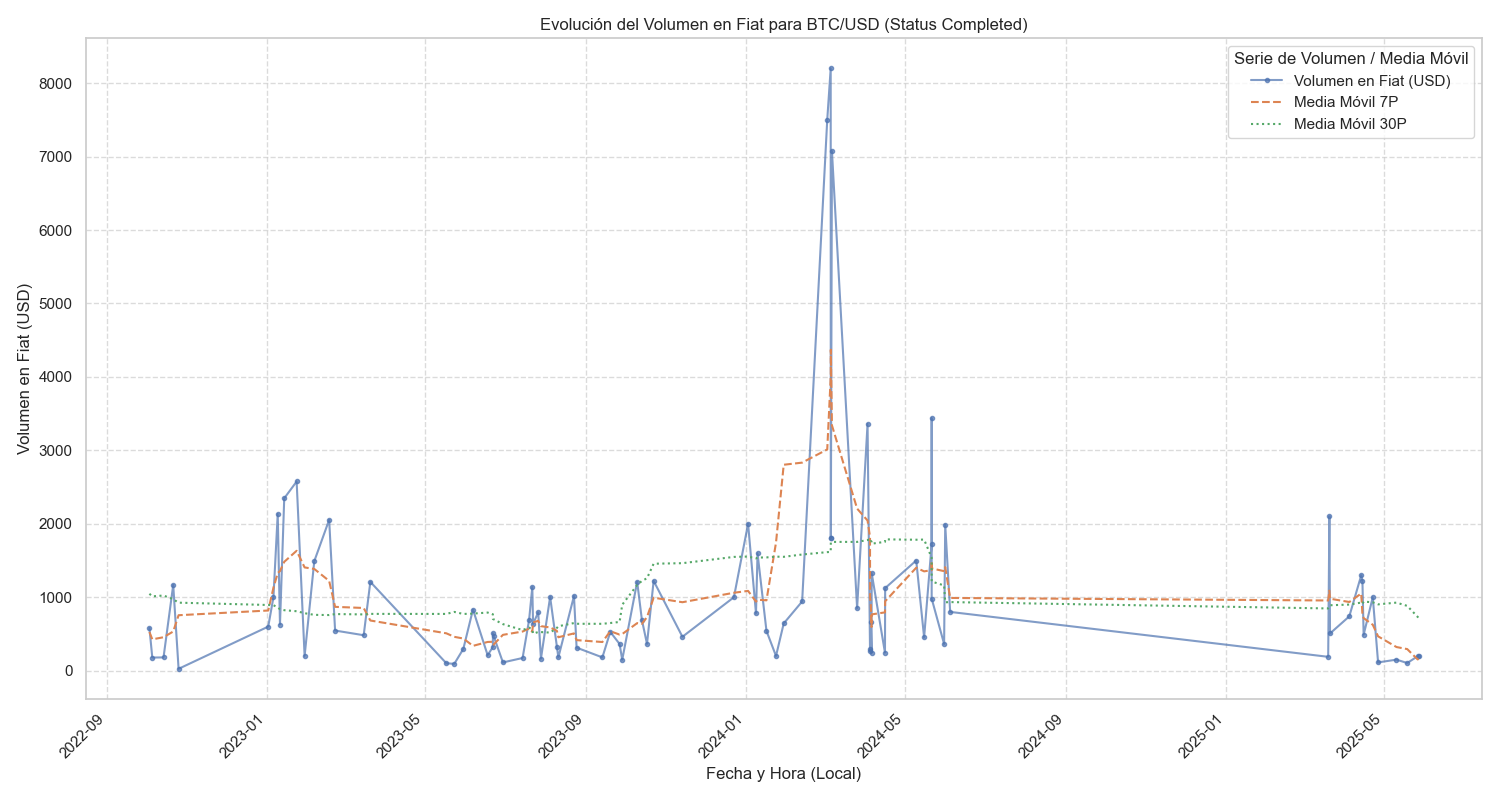 Evolución del Volumen en Fiat para BTC/USD (Status Completed)
Serie de Volumen / Media Móvil
Volumen en Fiat (USD)
Media Móvil 7P
Media Móvil 30P
Volumen en Fiat (USD)
8000
7000
6000
5000
4000
3000
2000
1000
0
2022-09
2023-01
2023-05
2023-09
2024-01
2024-05
2024-09
2025-01
2025-05
Fecha y Hora (Local)